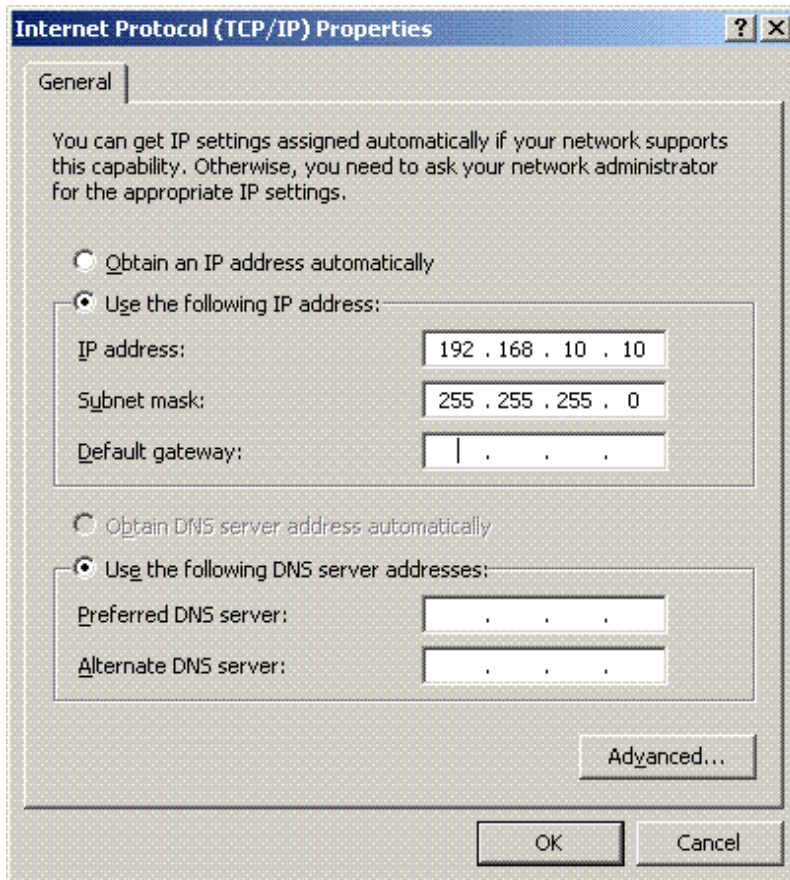 Internet Protocol (TCP/IP) Properties
General
You can get IP settings assigned automatically if your network supports
this capability. Otherwise, you need to ask your network administrator
for the appropriate IP settings.
Obtain an IP address automatically
Use the following IP address:
IP address: 192 . 168 . 10 . 10
Subnet mask: 255 . 255 . 255 . 0
Default gateway: . . .
Obtain DNS server address automatically
Use the following DNS server addresses:
Preferred DNS server: . . .
Alternate DNS server: . . .
Advanced...
OK Cancel